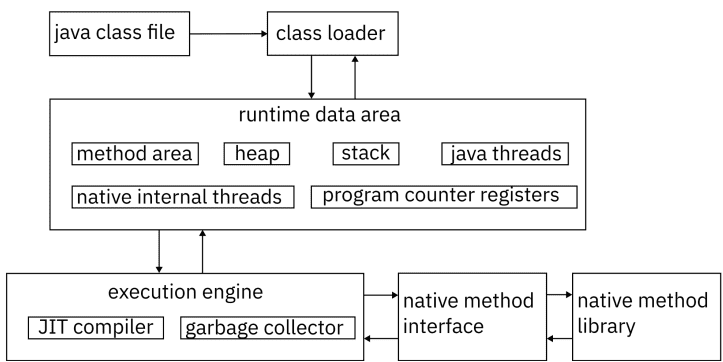 java class file
class loader
runtime data area
method area
heap
stack
java threads
native internal threads
program counter registers
execution engine
JIT compiler
garbage collector
native method
interface
native method
library